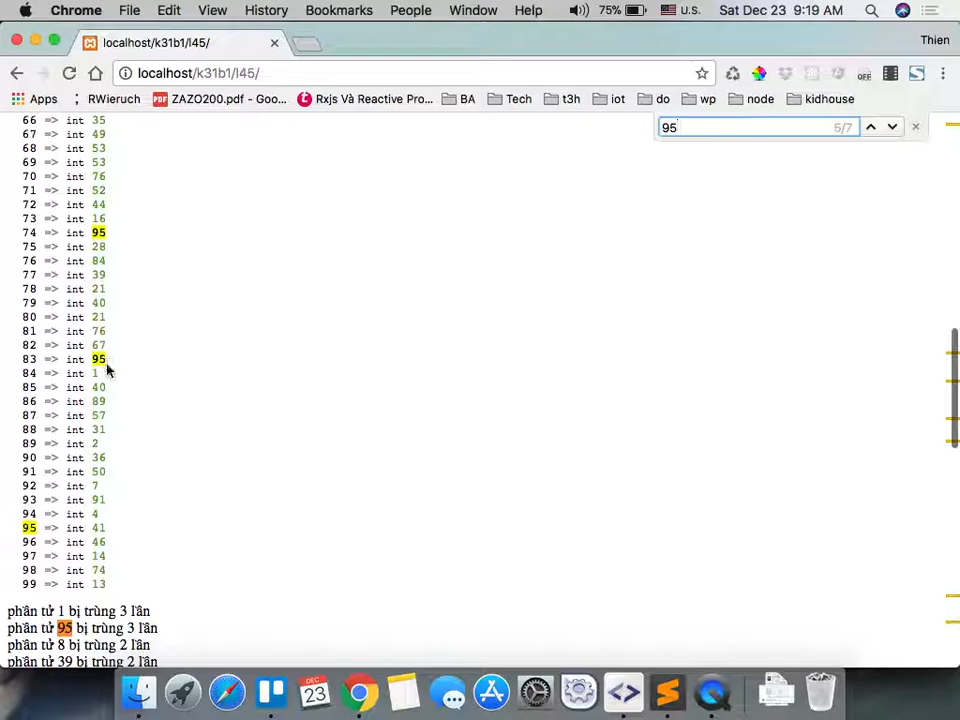 Chrome File Edit View History Bookmarks People Window Help 75% U.S. Sat Dec 23 9:19 AM
localhost/k31b1/l45/ Thien
localhost/k31b1/l45/ OFF
Apps RWieruch PDF ZAZO200.pdf - Goo... t Rxjs Và Reactive Pro... BA Tech t3h iot do wp node kidhouse
95 5/7
66 => int 35
67 => int 49
68 => int 53
69 => int 53
70 => int 76
71 => int 52
72 => int 44
73 => int 16
74 => int 95
75 => int 28
76 => int 84
77 => int 39
78 => int 21
79 => int 40
80 => int 21
81 => int 76
82 => int 67
83 => int 95
84 => int 1
85 => int 40
86 => int 89
87 => int 57
88 => int 31
89 => int 2
90 => int 36
91 => int 50
92 => int 7
93 => int 91
94 => int 4
95 => int 41
96 => int 46
97 => int 14
98 => int 74
99 => int 13
phần tử 1 bị trùng 3 lần
phần tử 95 bị trùng 3 lần
phần tử 8 bị trùng 2 lần
phần tử 39 bị trùng 2 lần
DEC
23